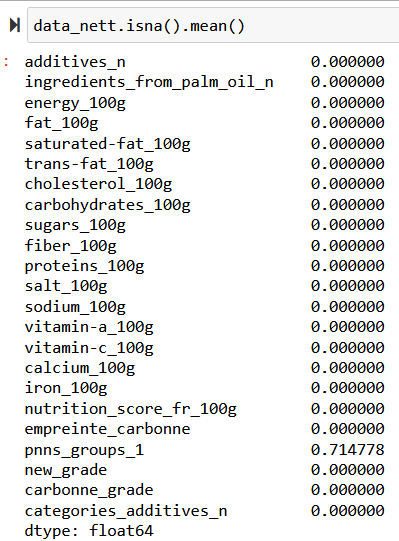 data_nett.isna().mean()
: additives_n 0.000000
ingredients_from_palm_oil_n 0.000000
energy_100g 0.000000
fat_100g 0.000000
saturated-fat_100g 0.000000
trans-fat_100g 0.000000
cholesterol_100g 0.000000
carbohydrates_100g 0.000000
sugars_100g 0.000000
fiber_100g 0.000000
proteins_100g 0.000000
salt_100g 0.000000
sodium_100g 0.000000
vitamin-a_100g 0.000000
vitamin-c_100g 0.000000
calcium_100g 0.000000
iron_100g 0.000000
nutrition_score_fr_100g 0.000000
empreinte_carbonne 0.000000
pnns_groups_1 0.714778
new_grade 0.000000
carbonne_grade 0.000000
categories_additives_n 0.000000
dtype: float64